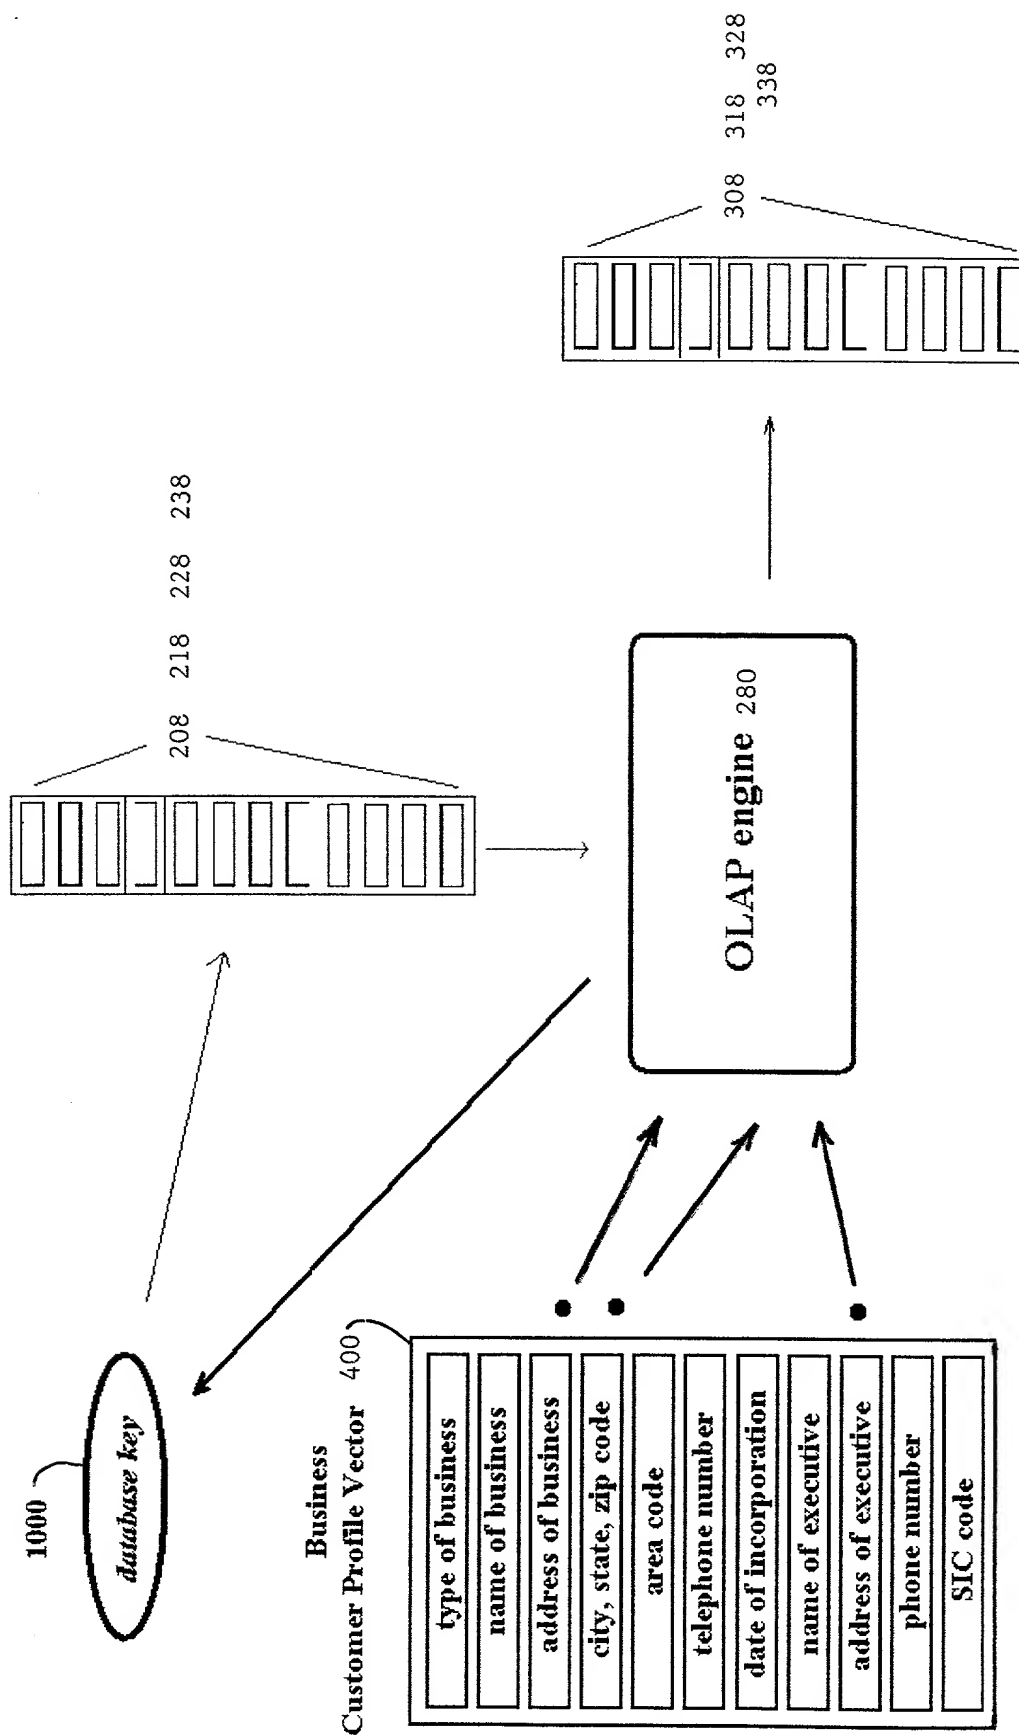 1000
database key
208 218 228 238
Business
Customer Profile Vector 400
type of business
name of business
address of business
city, state, zip code
area code
telephone number
date of incorporation
name of executive
address of executive
phone number
SIC code
OLAP engine 280
308 318 328
338